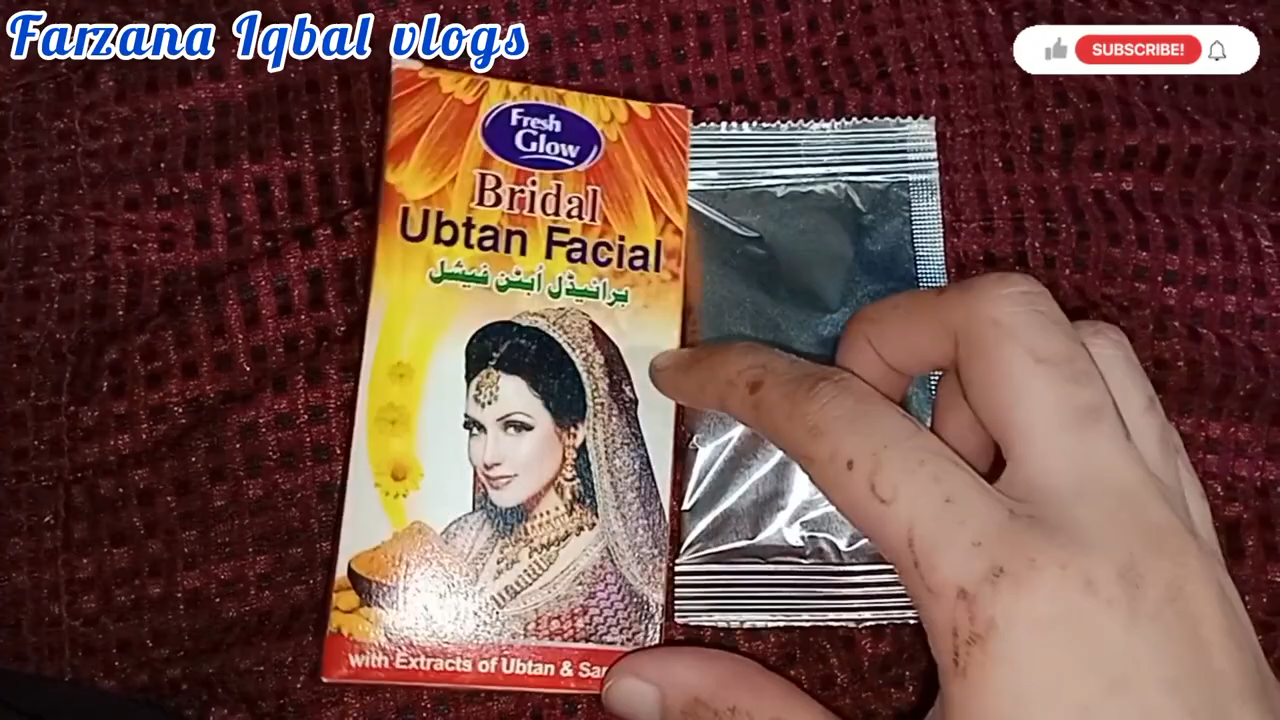 Farzana Iqbal vlogs
SUBSCRIBE!
Fresh
Glow
Bridal
Ubtan Facial
برائیڈل اُبٹن فیشل
with Extracts of Ubtan &